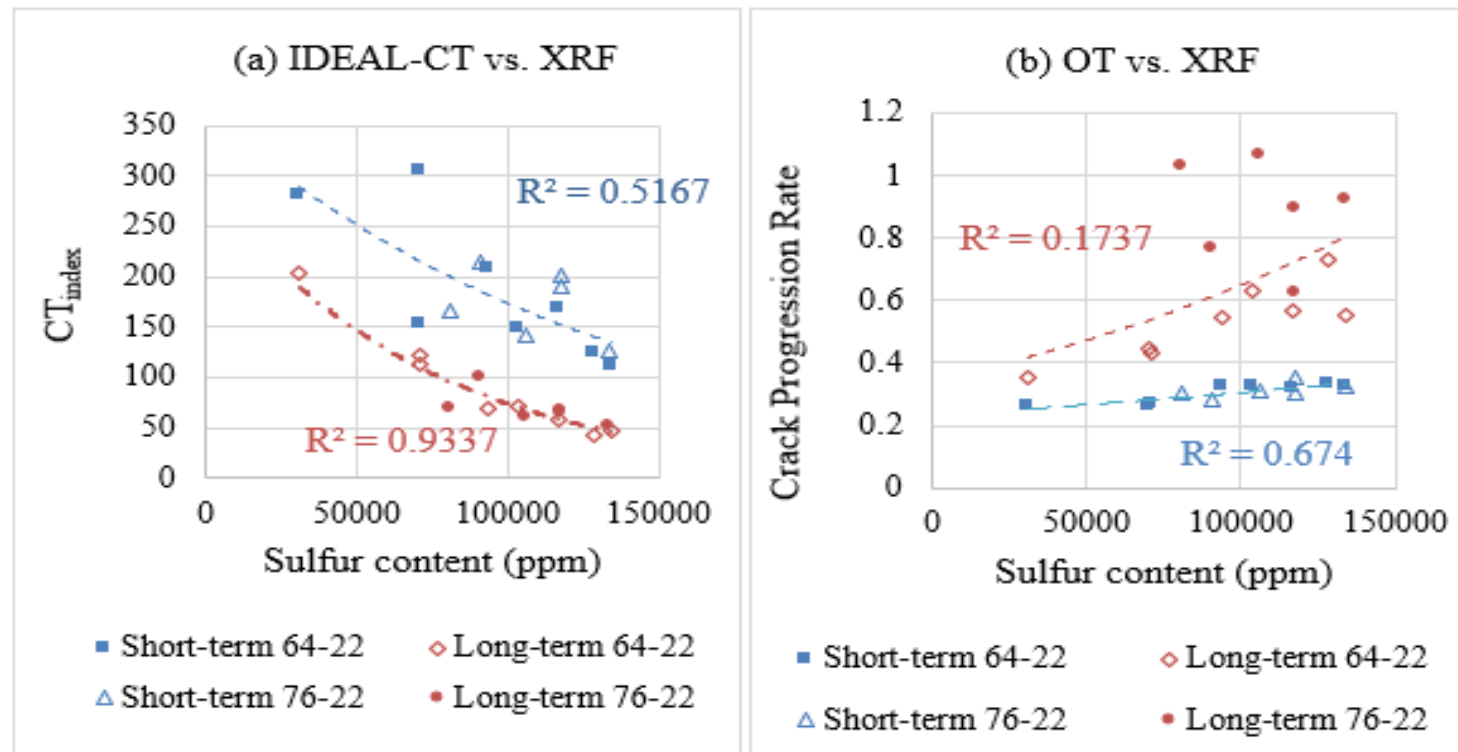 (a) IDEAL-CT vs. XRF
350
300
250
200
150
100
50
0
CTindex
R² = 0.5167
R² = 0.9337
0 50000 100000 150000
Sulfur content (ppm)
Short-term 64-22 Long-term 64-22
Short-term 76-22 Long-term 76-22
(b) OT vs. XRF
1.2
1
0.8
0.6
0.4
0.2
0
Crack Progression Rate
R² = 0.1737
R² = 0.674
0 50000 100000 150000
Sulfur content (ppm)
Short-term 64-22 Long-term 64-22
Short-term 76-22 Long-term 76-22